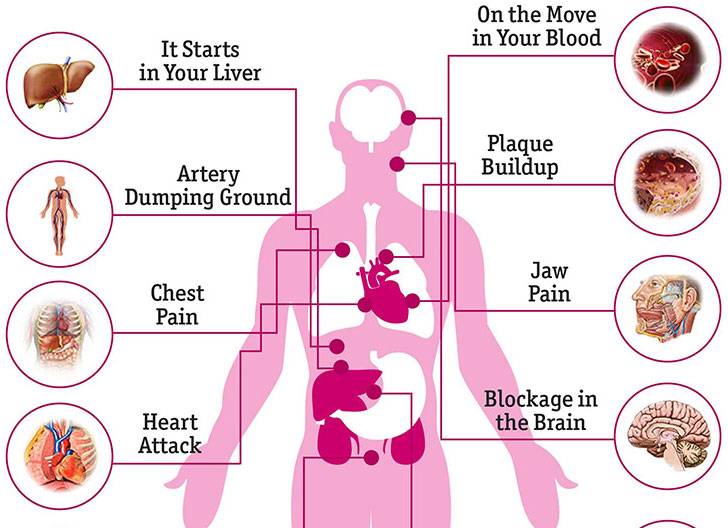 It Starts
in Your Liver
Artery
Dumping Ground
Chest
Pain
Heart
Attack
On the Move
in Your Blood
Plaque
Buildup
Jaw
Pain
Blockage in
the Brain